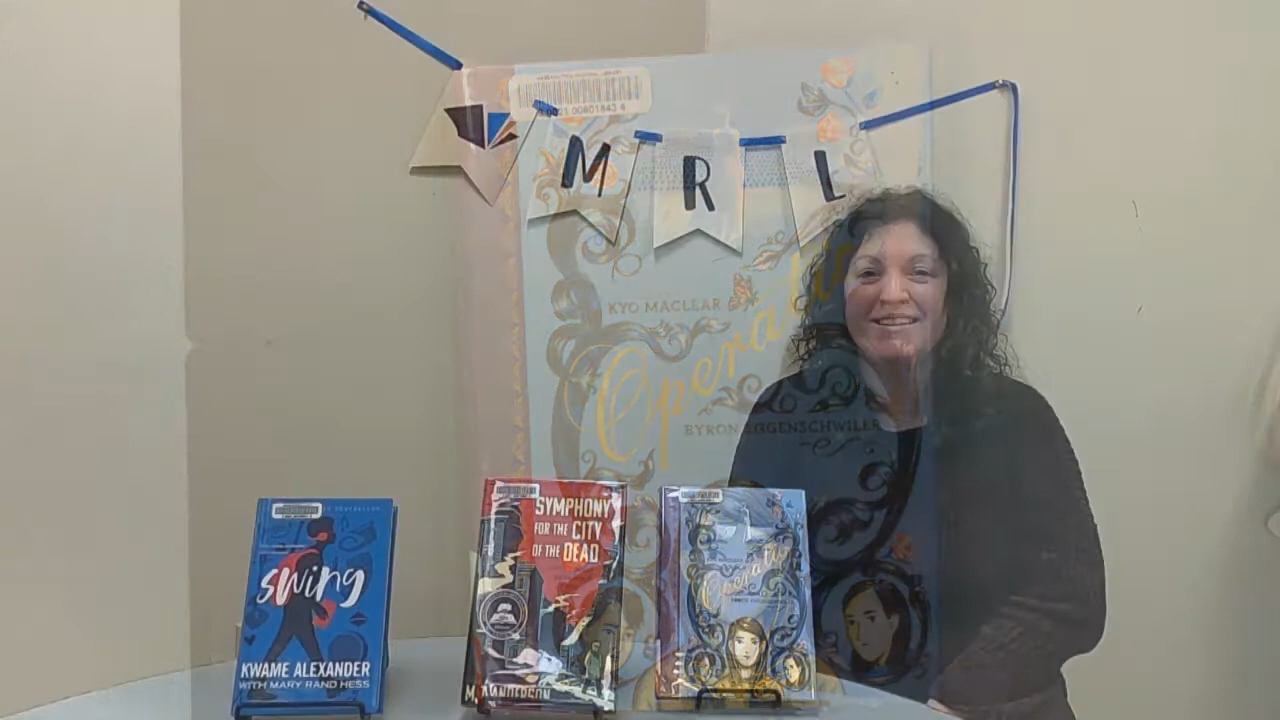 M R L
KYO MACLEAR
Operatic
BYRON EGGENSCHWILER
swing
KWAME ALEXANDER
WITH MARY RAND HESS
SYMPHONY
FOR THE CITY
OF THE DEAD
M.T. ANDERSON
Operatic